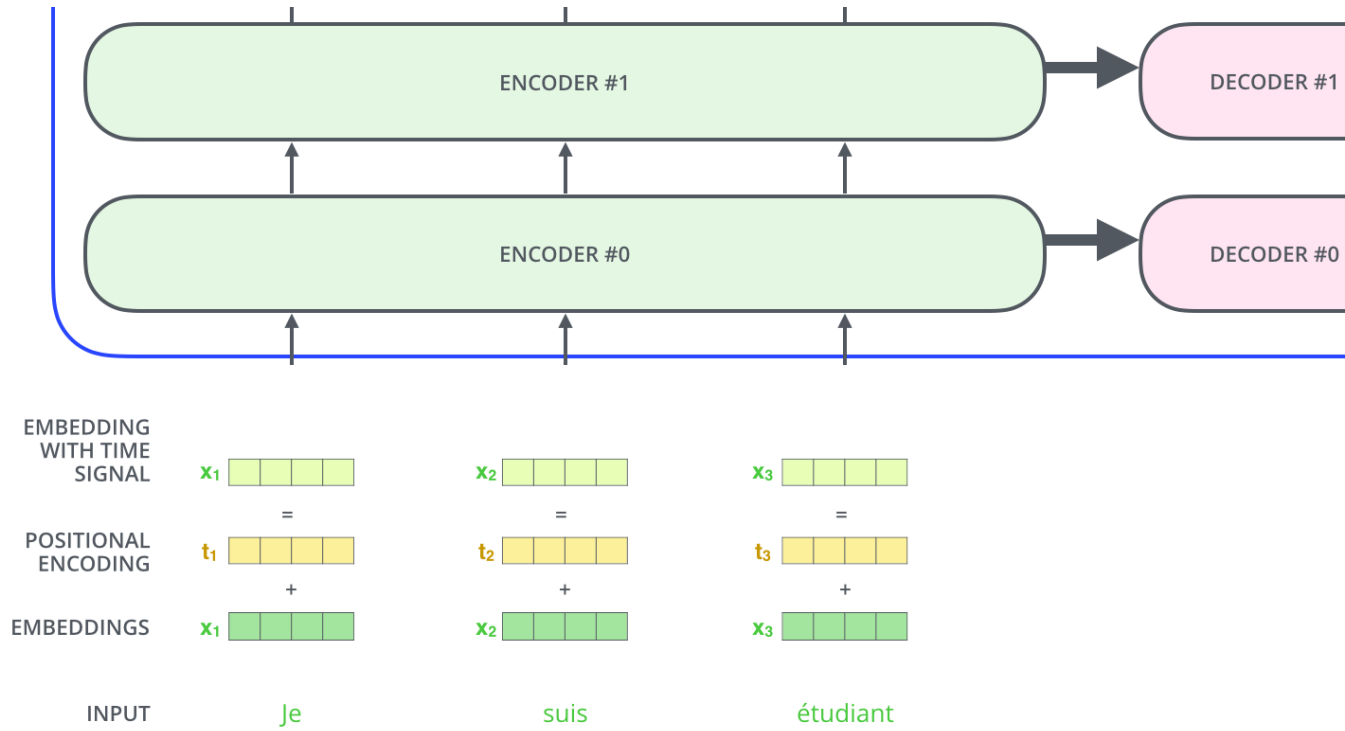 ENCODER #1
DECODER #1
ENCODER #0
DECODER #0
EMBEDDING
WITH TIME
SIGNAL
x1
x2
x3
=
=
=
POSITIONAL
ENCODING
t1
t2
t3
+
+
+
EMBEDDINGS
x1
x2
x3
INPUT
Je
suis
étudiant